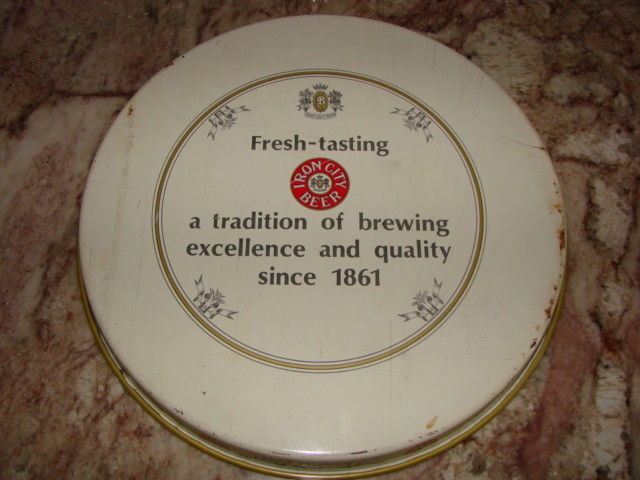 Fresh-tasting
IRON CITY
BEER
a tradition of brewing
excellence and quality
since 1861